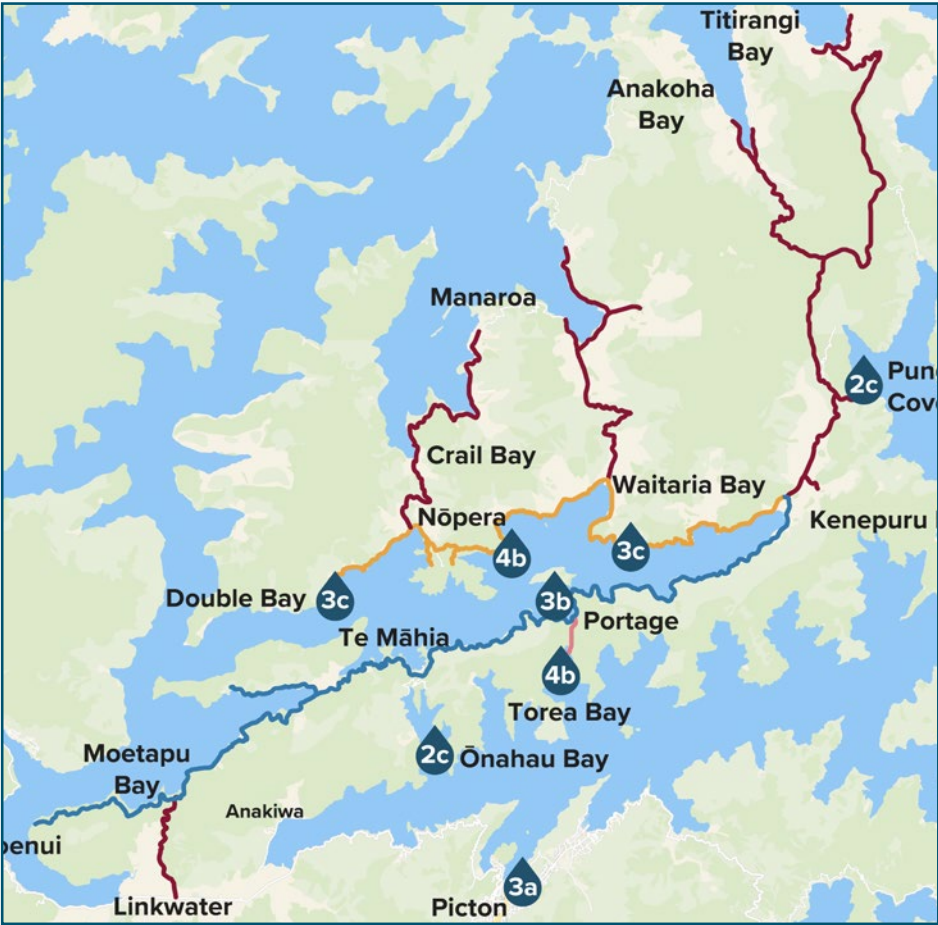 Titirangi
Bay
Anakoha
Bay
Manaroa
2c
Crail Bay
Waitaria Bay
Nōpera
Kenepuru
4b
3c
Double Bay
3c
3b
Portage
Te Māhia
4b
Torea Bay
Moetapu
Bay
2c
Ōnahau Bay
Anakiwa
3a
Linkwater
Picton